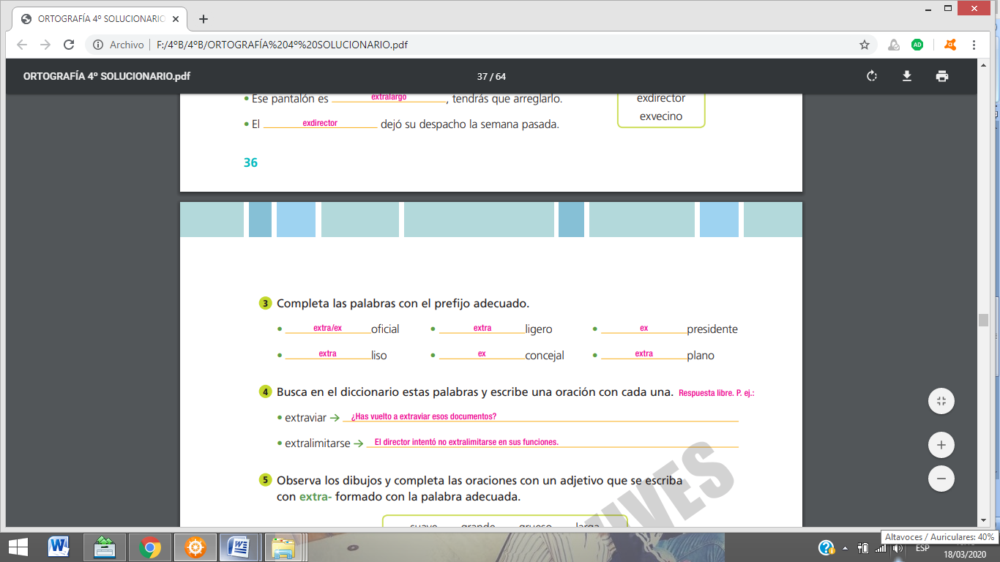 ORTOGRAFÍA 4º SOLUCIONARIO
Archivo F:/4ºB/4ºB/ORTOGRAFÍA%204º%20SOLUCIONARIO.pdf
ORTOGRAFÍA 4º SOLUCIONARIO.pdf 37 / 64
• Ese pantalón es extralargo, tendrás que arreglarlo.
exdirector
• El exdirector dejó su despacho la semana pasada.
exvecino
36
3 Completa las palabras con el prefijo adecuado.
• extra/ex oficial • extra ligero • ex presidente
• extra liso • ex concejal • extra plano
4 Busca en el diccionario estas palabras y escribe una oración con cada una. Respuesta libre. P. ej.:
• extraviar → ¿Has vuelto a extraviar esos documentos?
• extralimitarse → El director intentó no extralimitarse en sus funciones.
5 Observa los dibujos y completa las oraciones con un adjetivo que se escriba
con extra- formado con la palabra adecuada.
suave grande grueso larga
VIVES
Altavoces / Auriculares: 40%
ESP
18/03/2020